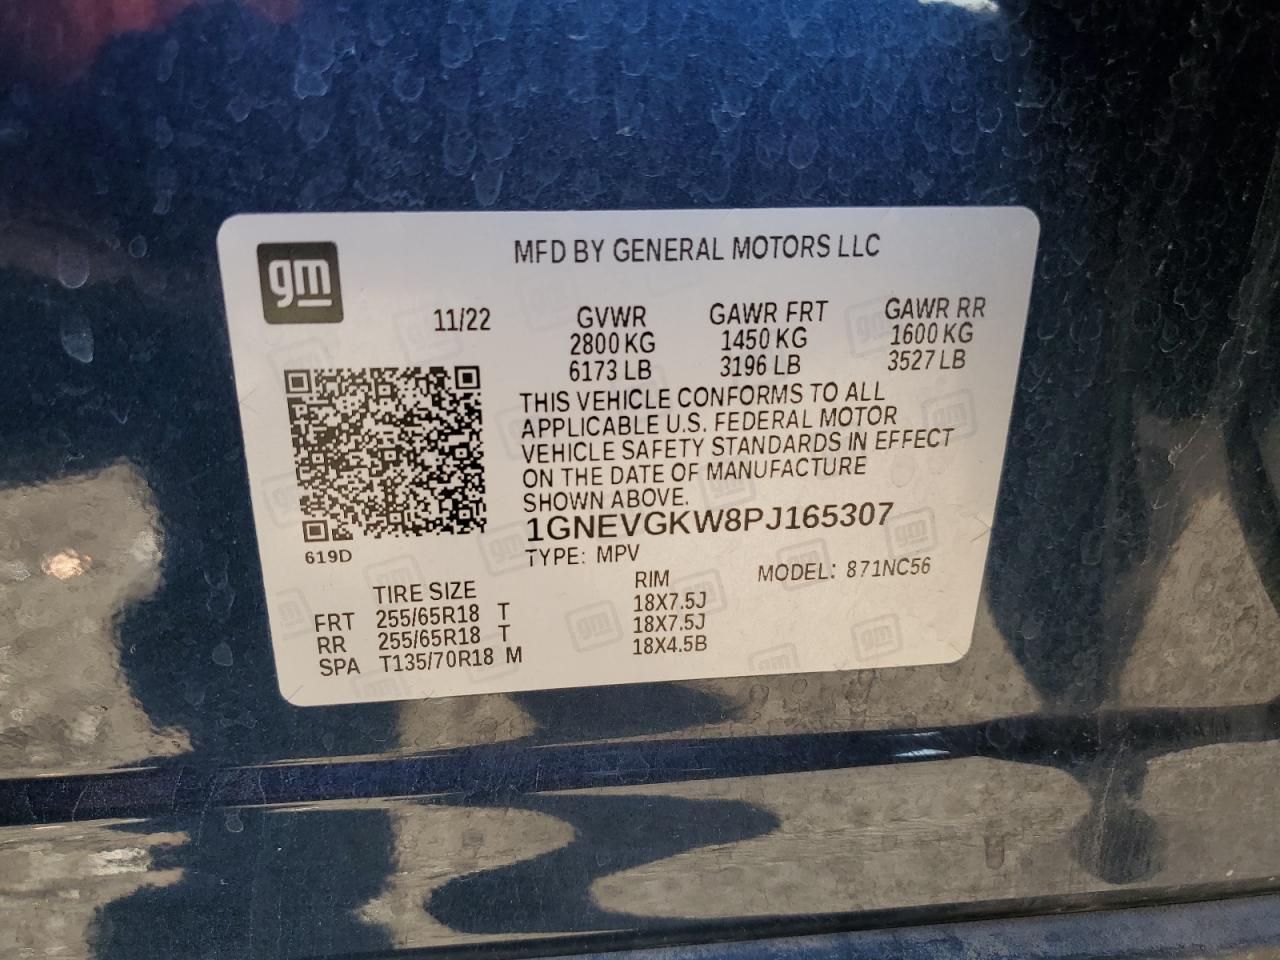 gm
MFD BY GENERAL MOTORS LLC
11/22
GVWR GAWR FRT GAWR RR
2800 KG 1450 KG 1600 KG
6173 LB 3196 LB 3527 LB
THIS VEHICLE CONFORMS TO ALL
APPLICABLE U.S. FEDERAL MOTOR
VEHICLE SAFETY STANDARDS IN EFFECT
ON THE DATE OF MANUFACTURE
SHOWN ABOVE.
1GNEVGKW8PJ165307
619D
TYPE: MPV
MODEL: 871NC56
TIRE SIZE RIM
FRT 255/65R18 T 18X7.5J
RR 255/65R18 T 18X7.5J
SPA T135/70R18 M 18X4.5B